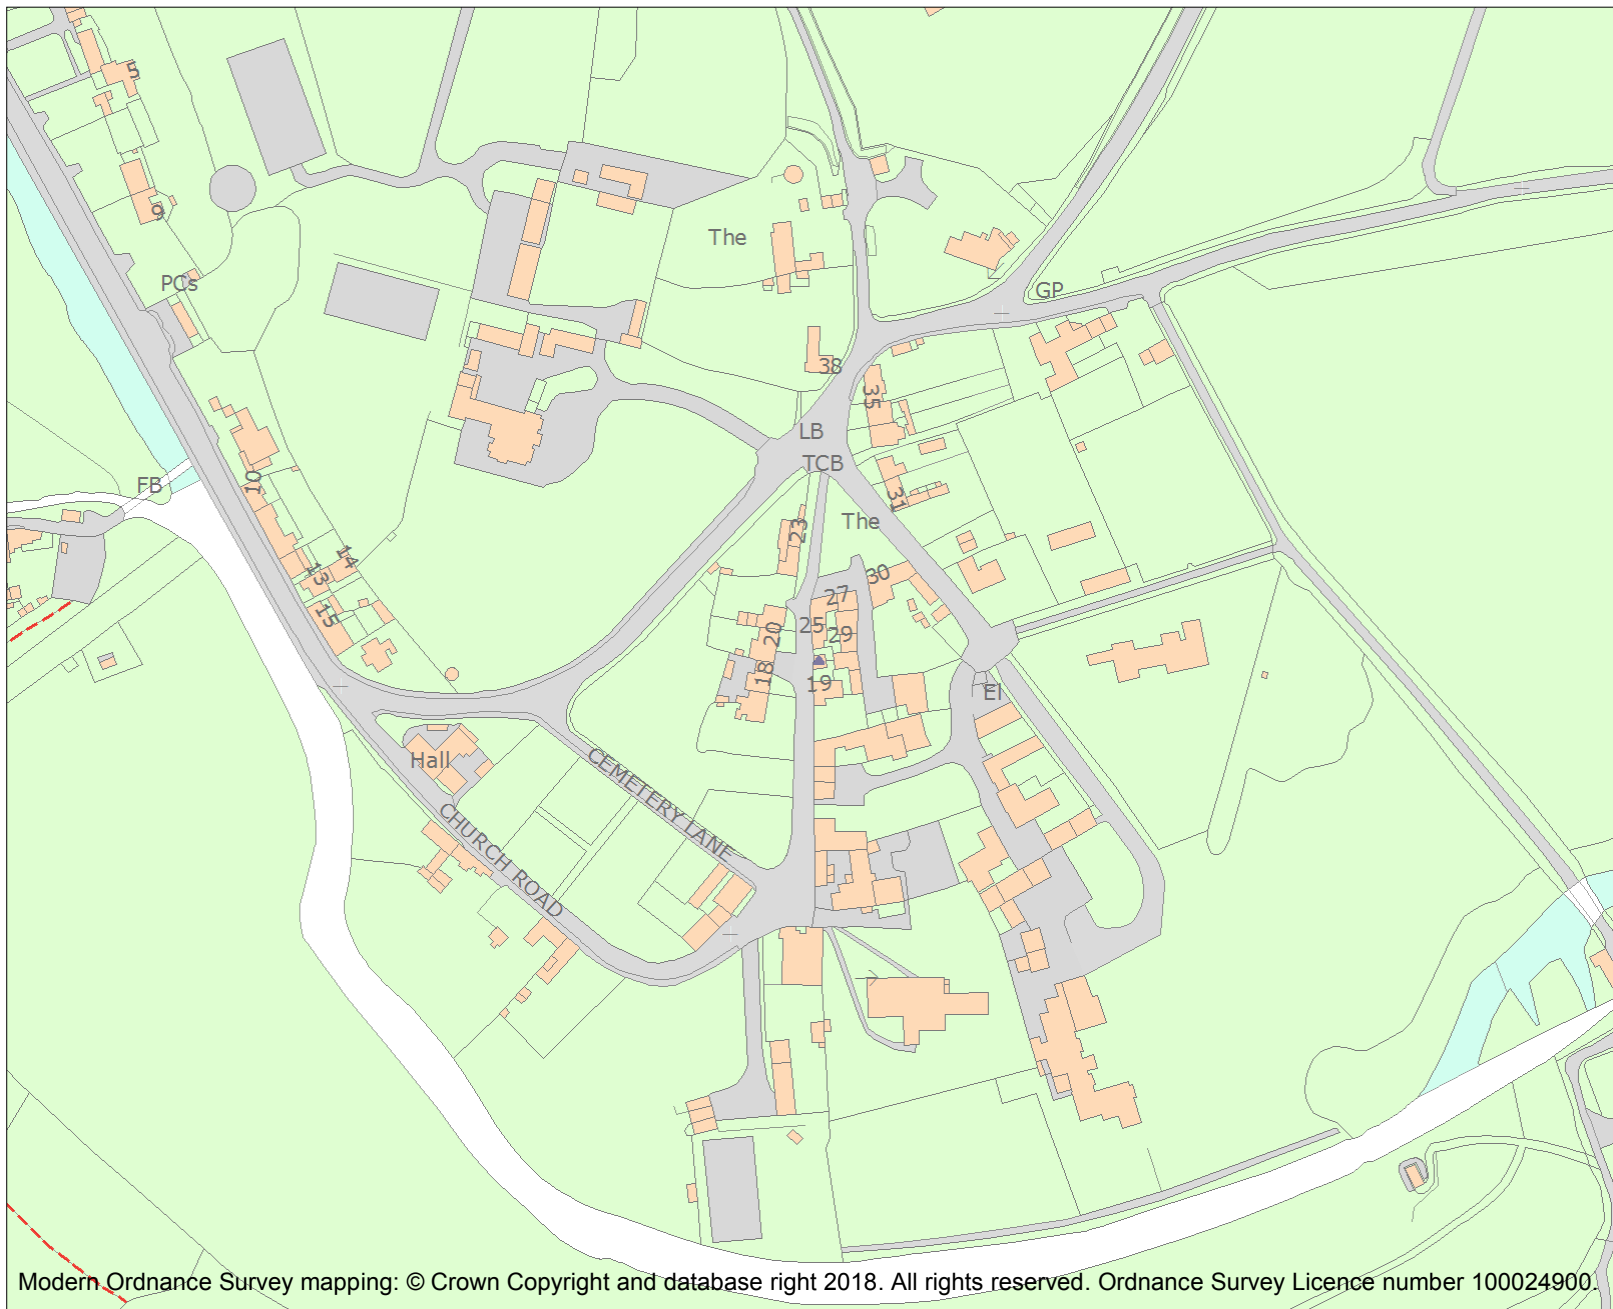 5
9
The
PCs
GP
38
35
LB
TCB
10
FB
31
The
23
14
13
30
27
15
25
29
20
18
19
El
Hall
CEMETERY LANE
CHURCH ROAD
Modern Ordnance Survey mapping: © Crown Copyright and database right 2018. All rights reserved. Ordnance Survey Licence number 100024900.